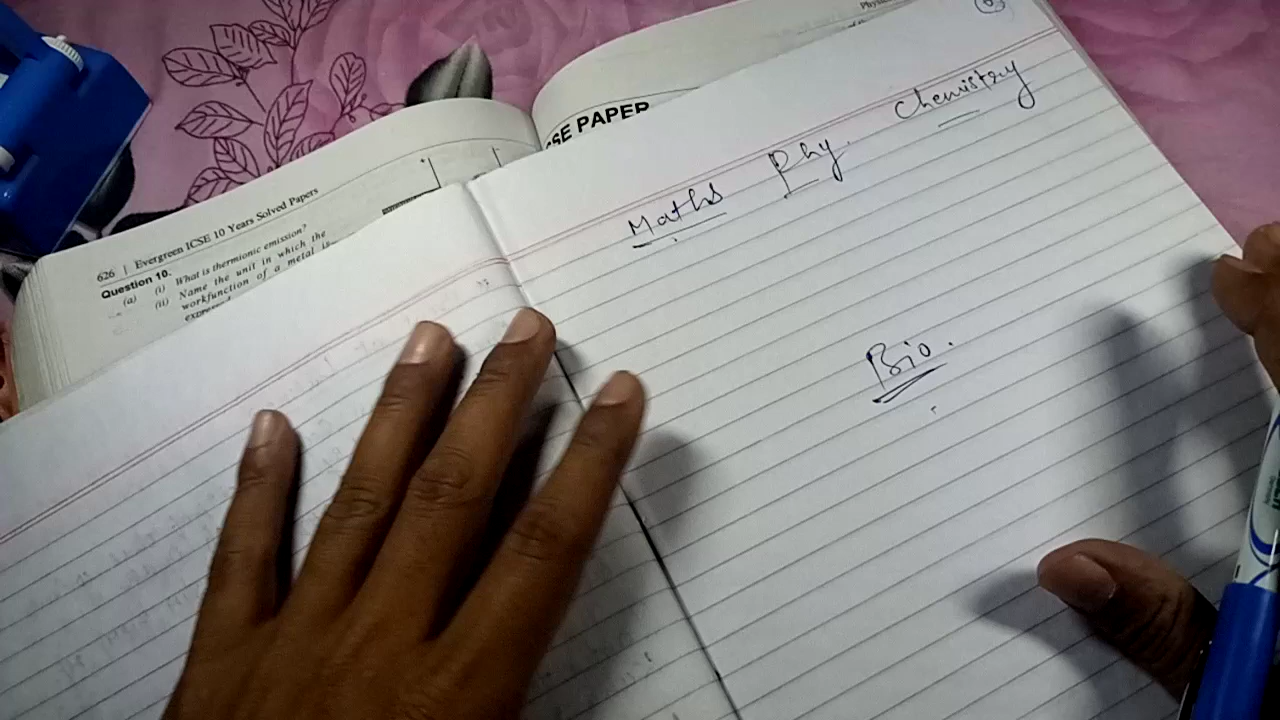 626 | Evergreen ICSE 10 Years Solved Papers
Question 10.
(a) (i) What is thermionic emission?
(ii) Name the unit in which the
workfunction of a metal is
SE PAPER
Maths Phy. Chemistry
Bio.